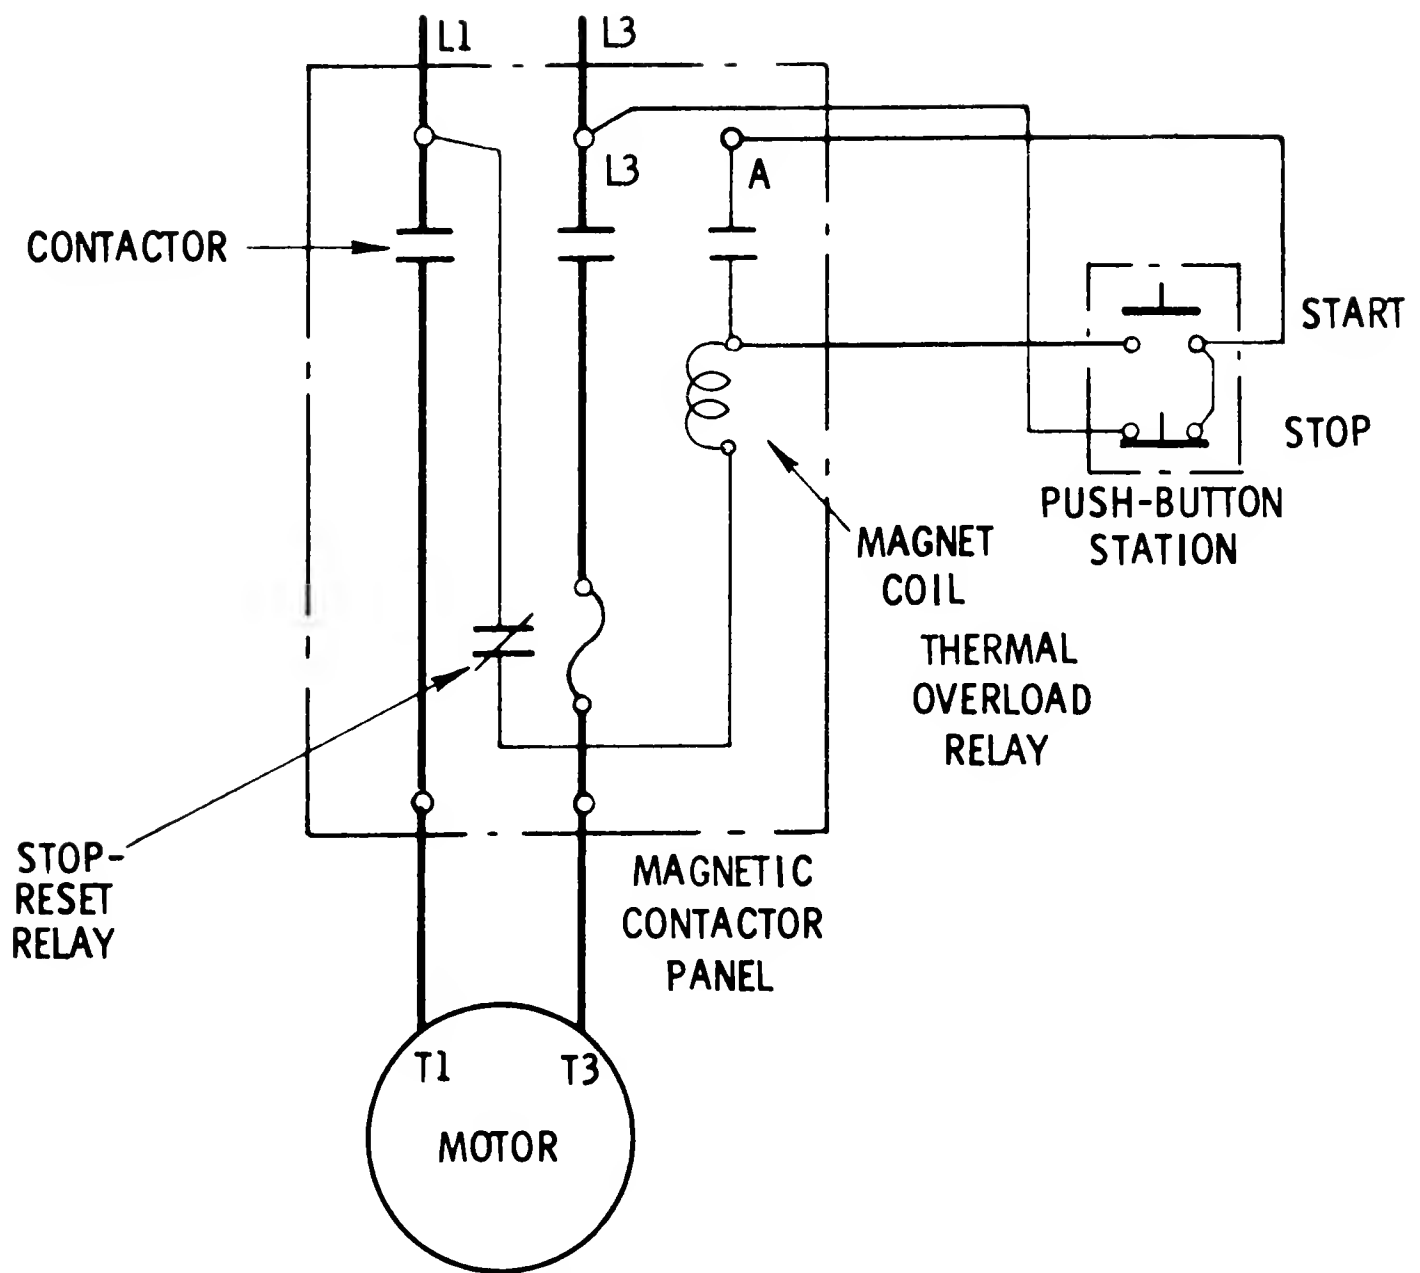 L1
L3
L3
A
CONTACTOR
START
STOP
PUSH-BUTTON
STATION
MAGNET
COIL
THERMAL
OVERLOAD
RELAY
STOP-
RESET
RELAY
MAGNETIC
CONTACTOR
PANEL
T1
T3
MOTOR